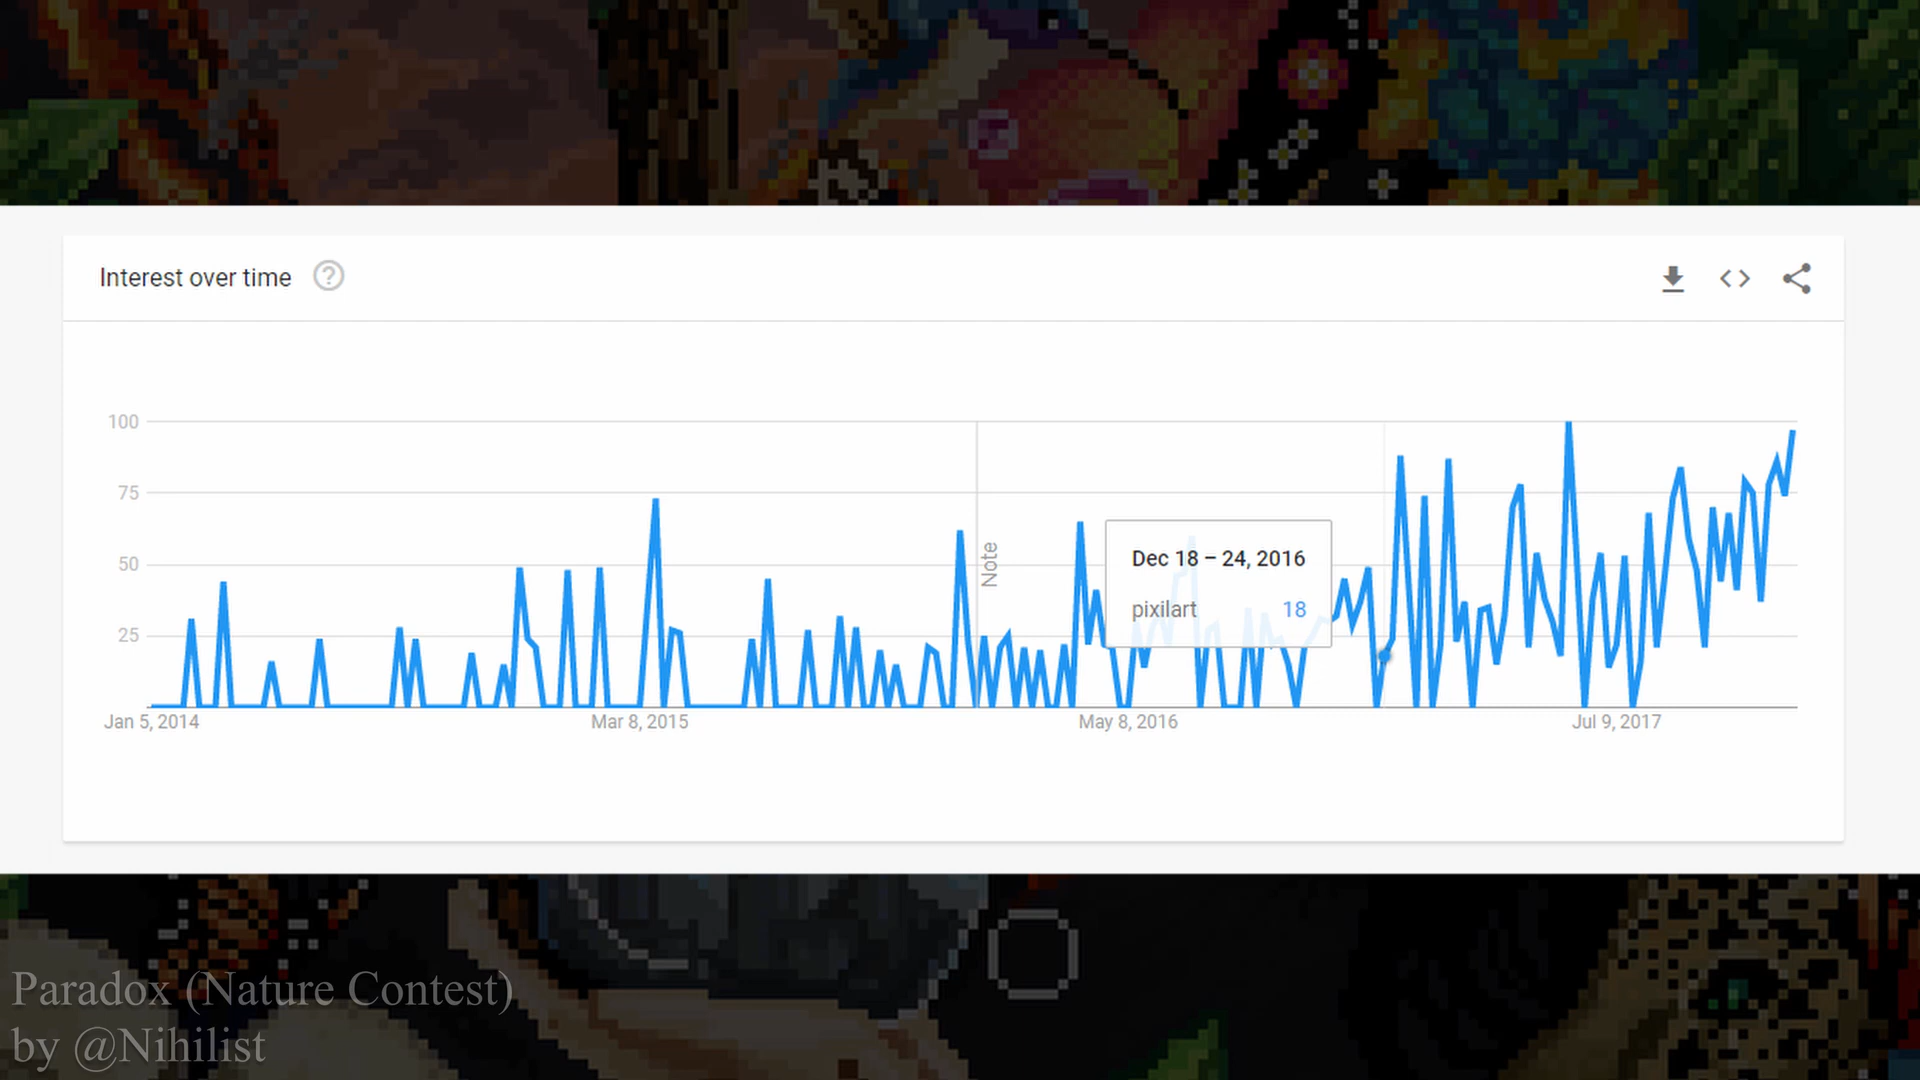 Interest over time
100
75
50
25
Note
Dec 18 – 24, 2016
pixilart 18
Jan 5, 2014 Mar 8, 2015 May 8, 2016 Jul 9, 2017
Paradox (Nature Contest)
by @Nihilist